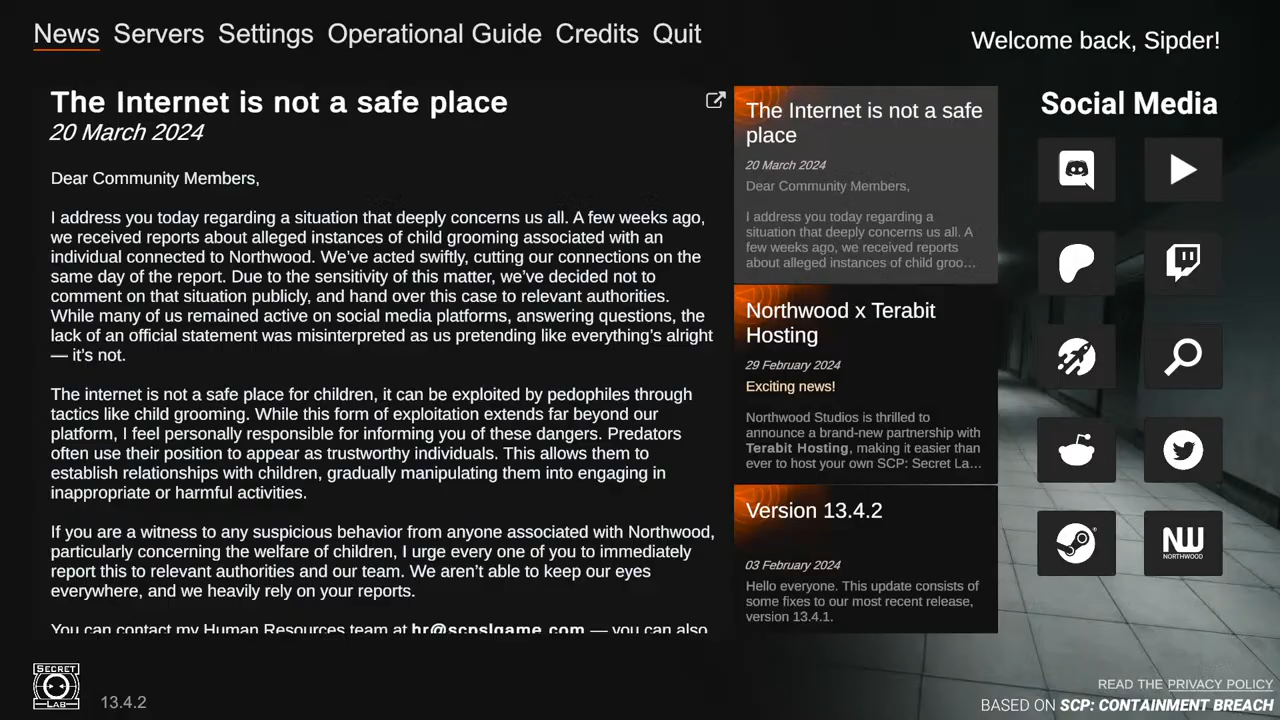 News Servers Settings Operational Guide Credits Quit
Welcome back, Sipder!
The Internet is not a safe place
20 March 2024
Dear Community Members,
I address you today regarding a situation that deeply concerns us all. A few weeks ago,
we received reports about alleged instances of child grooming associated with an
individual connected to Northwood. We've acted swiftly, cutting our connections on the
same day of the report. Due to the sensitivity of this matter, we've decided not to
comment on that situation publicly, and hand over this case to relevant authorities.
While many of us remained active on social media platforms, answering questions, the
lack of an official statement was misinterpreted as us pretending like everything's alright
— it's not.
The internet is not a safe place for children, it can be exploited by pedophiles through
tactics like child grooming. While this form of exploitation extends far beyond our
platform, I feel personally responsible for informing you of these dangers. Predators
often use their position to appear as trustworthy individuals. This allows them to
establish relationships with children, gradually manipulating them into engaging in
inappropriate or harmful activities.
If you are a witness to any suspicious behavior from anyone associated with Northwood,
particularly concerning the welfare of children, I urge every one of you to immediately
report this to relevant authorities and our team. We aren't able to keep our eyes
everywhere, and we heavily rely on your reports.
You can contact my Human Resources team at hr@scpslgame.com — you can also
The Internet is not a safe
place
20 March 2024
Dear Community Members,
I address you today regarding a
situation that deeply concerns us all. A
few weeks ago, we received reports
about alleged instances of child groo...
Northwood x Terabit
Hosting
29 February 2024
Exciting news!
Northwood Studios is thrilled to
announce a brand-new partnership with
Terabit Hosting, making it easier than
ever to host your own SCP: Secret La...
Version 13.4.2
03 February 2024
Hello everyone. This update consists of
some fixes to our most recent release,
version 13.4.1.
Social Media
NW
NORTHWOOD
SECRET
LAB
13.4.2
READ THE PRIVACY POLICY
BASED ON SCP: CONTAINMENT BREACH